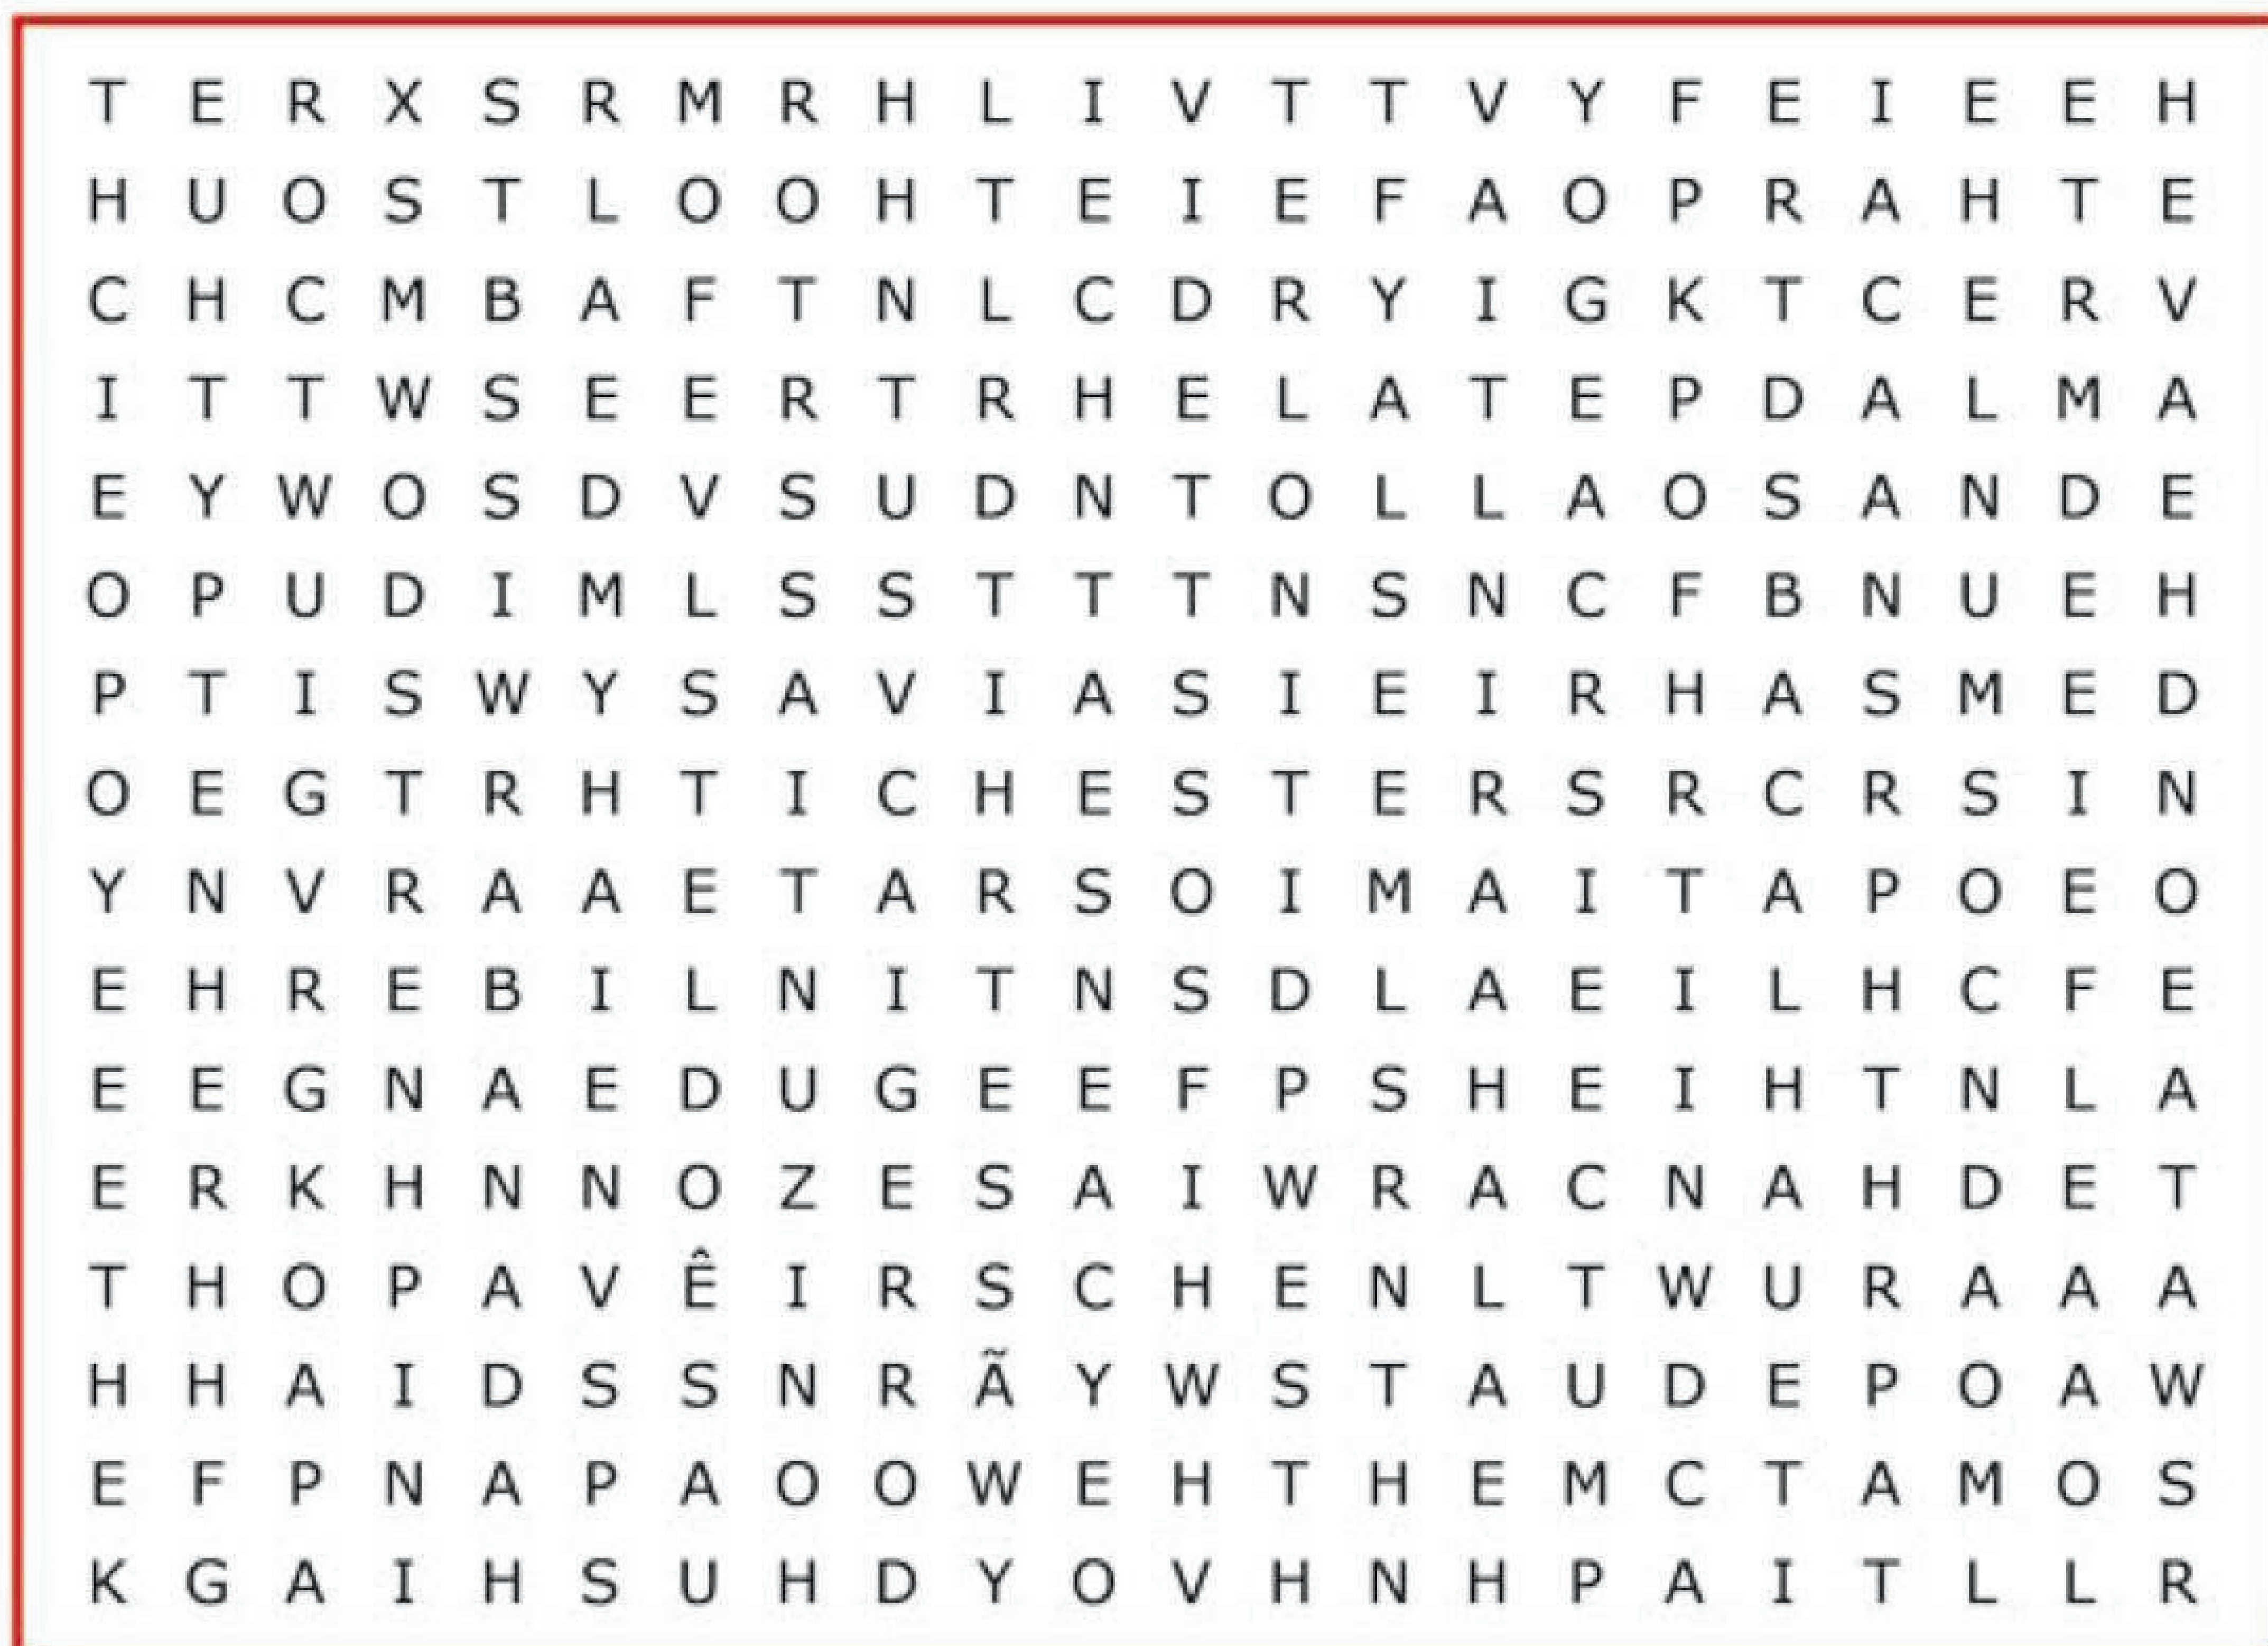 T E R X S R M R H L I V T T V Y F E I E E H
H U O S T L O O H T E I E F A O P R A H T E
C H C M B A F T N L C D R Y I G K T C E R V
I T T W S E E R T R H E L A T E P D A L M A
E Y W O S D V S U D N T O L L A O S A N D E
O P U D I M L S S T T T N S N C F B N U E H
P T I S W Y S A V I A S I E I R H A S M E D
O E G T R H T I C H E S T E R S R C R S I N
Y N V R A A E T A R S O I M A I T A P O E O
E H R E B I L N I T N S D L A E I L H C F E
E E G N A E D U G E E F P S H E I H T N L A
E R K H N N O Z E S A I W R A C N A H D E T
T H O P A V Ê I R S C H E N L T W U R A A A
H H A I D S S N R Ã Y W S T A U D E P O A W
E F P N A P A O O W E H T H E M C T A M O S
K G A I H S U H D Y O V H N H P A I T L L R